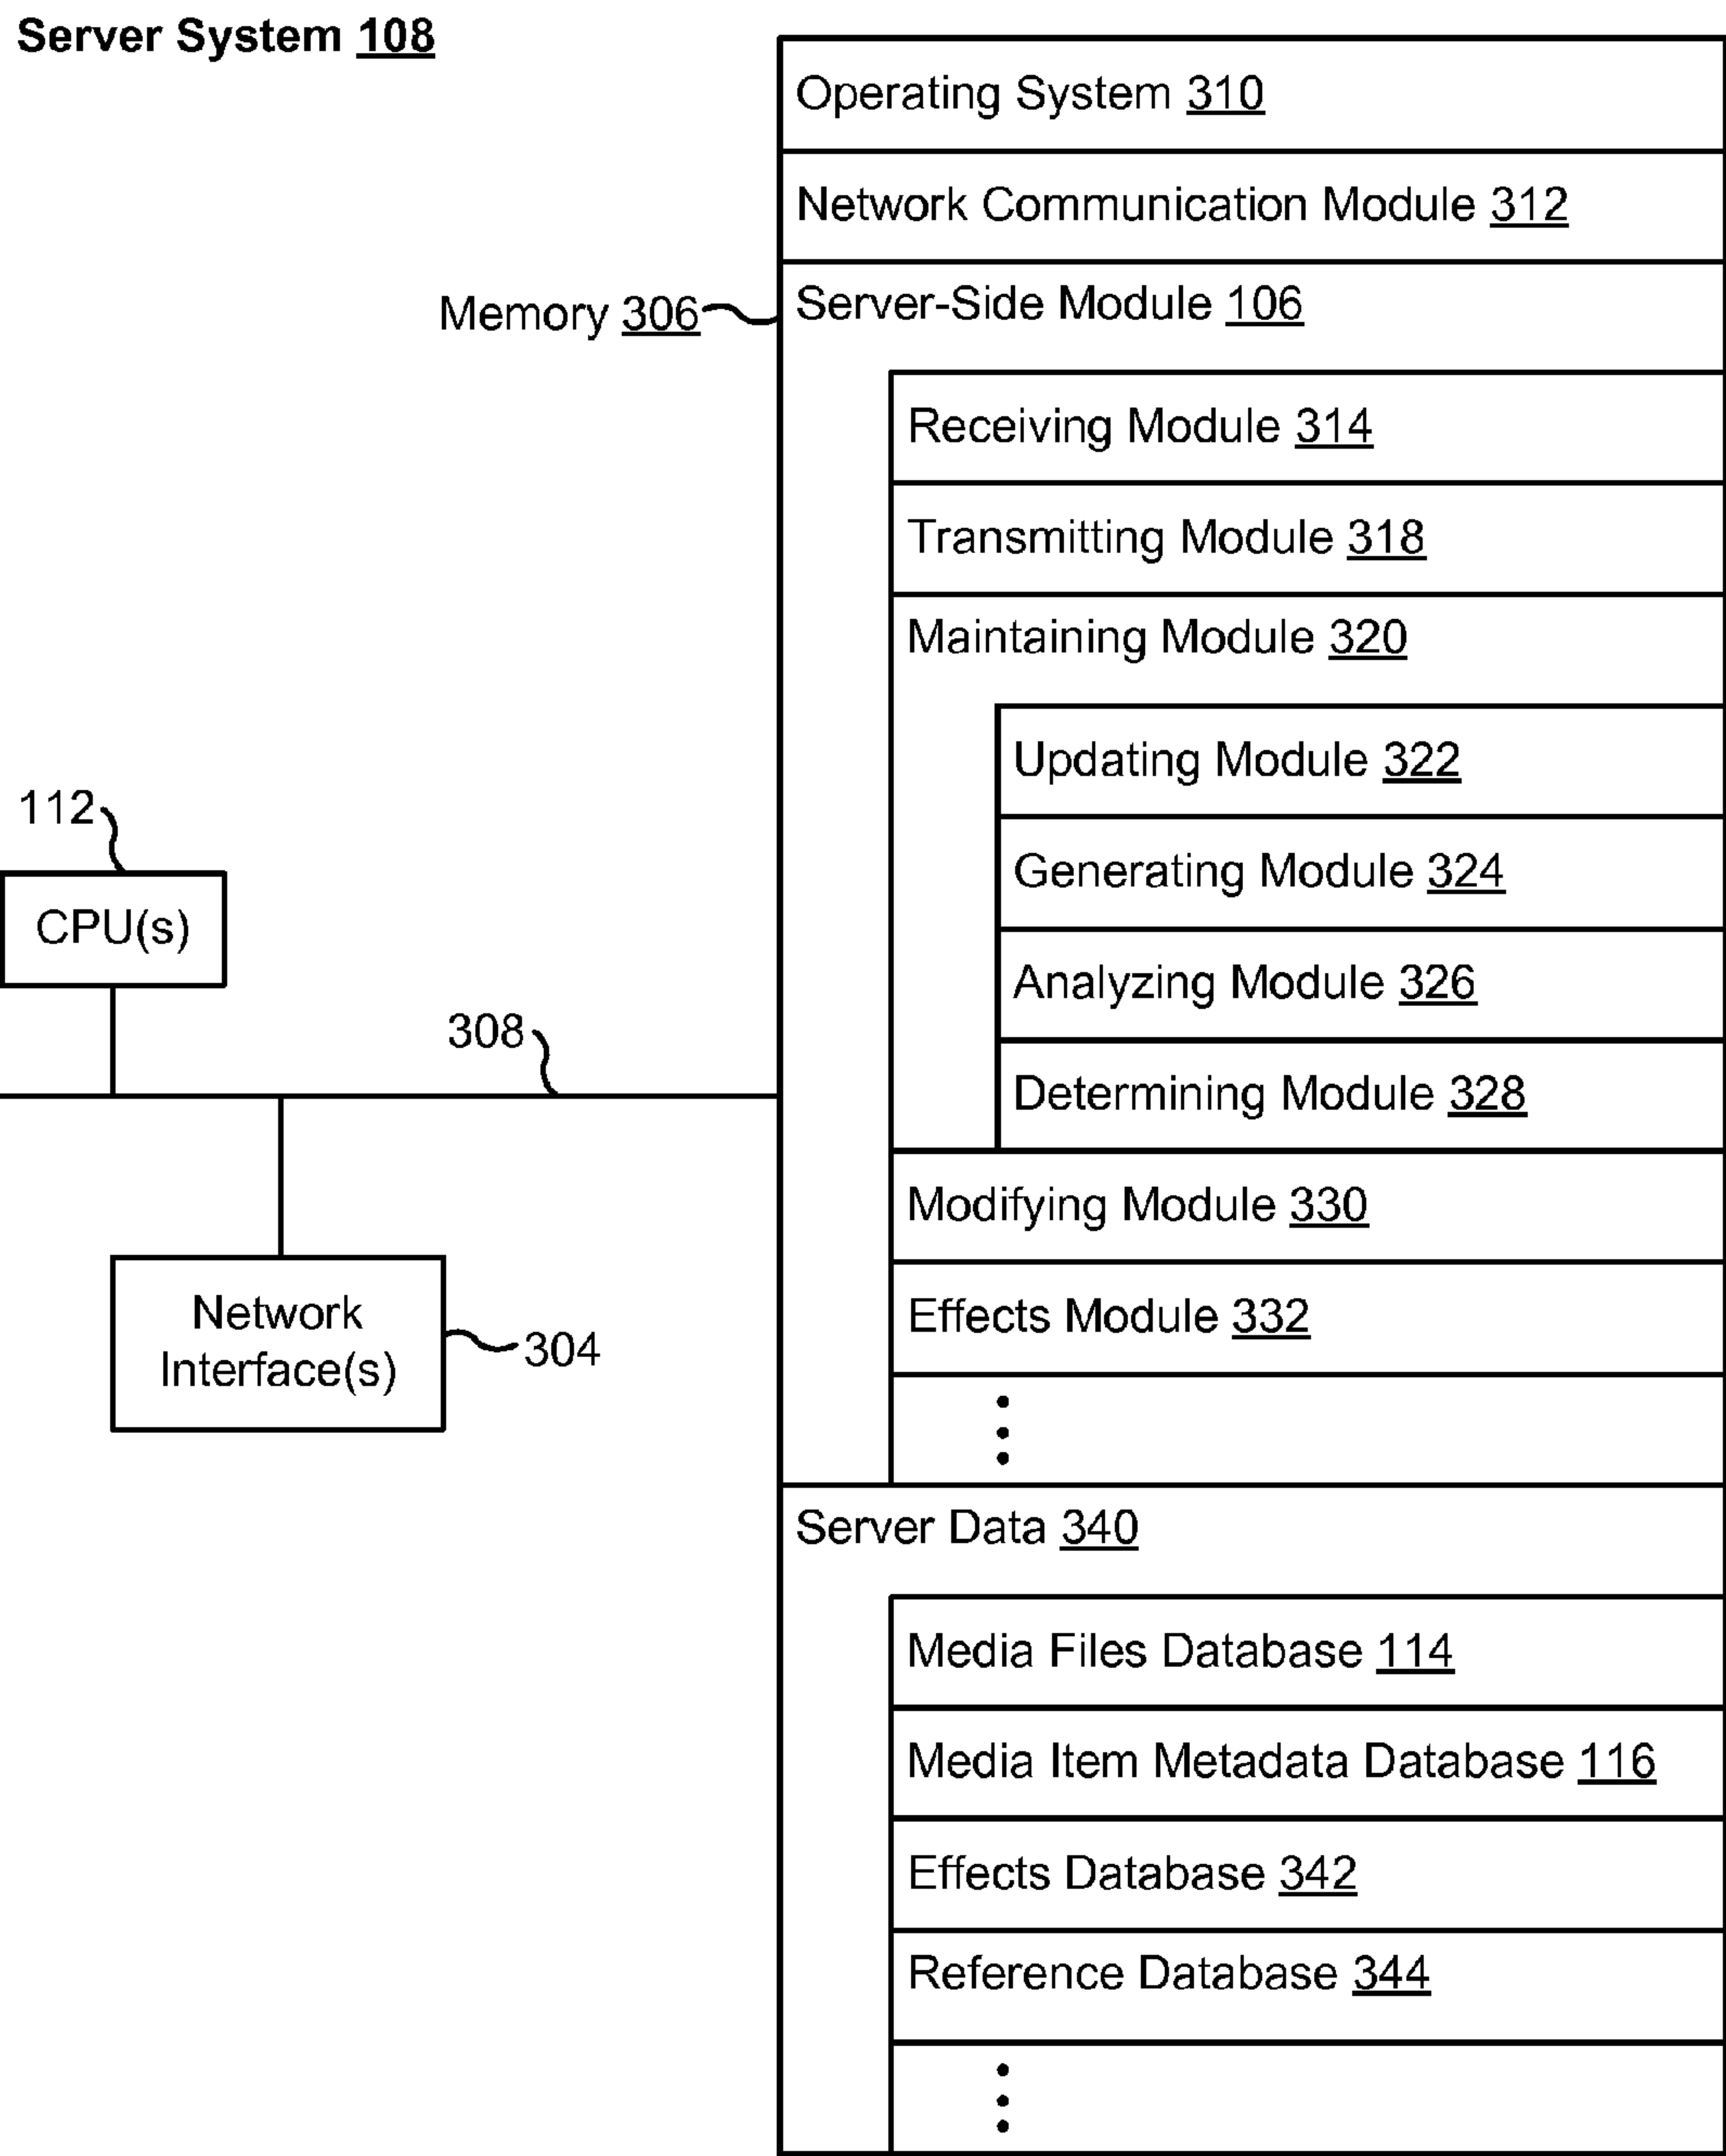 Server System 108
Operating System 310
Network Communication Module 312
Memory 306
Server-Side Module 106
Receiving Module 314
Transmitting Module 318
Maintaining Module 320
Updating Module 322
Generating Module 324
Analyzing Module 326
Determining Module 328
Modifying Module 330
Effects Module 332
112
CPU(s)
308
Network
Interface(s)
304
Server Data 340
Media Files Database 114
Media Item Metadata Database 116
Effects Database 342
Reference Database 344